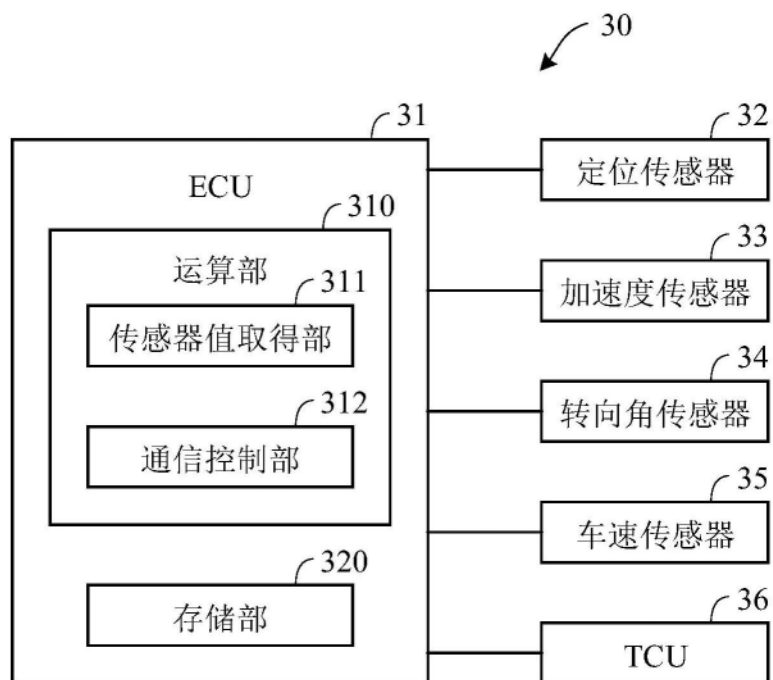 30
31
ECU
310
运算部
311
传感器值取得部
312
通信控制部
320
存储部
32
定位传感器
33
加速度传感器
34
转向角传感器
35
车速传感器
36
TCU